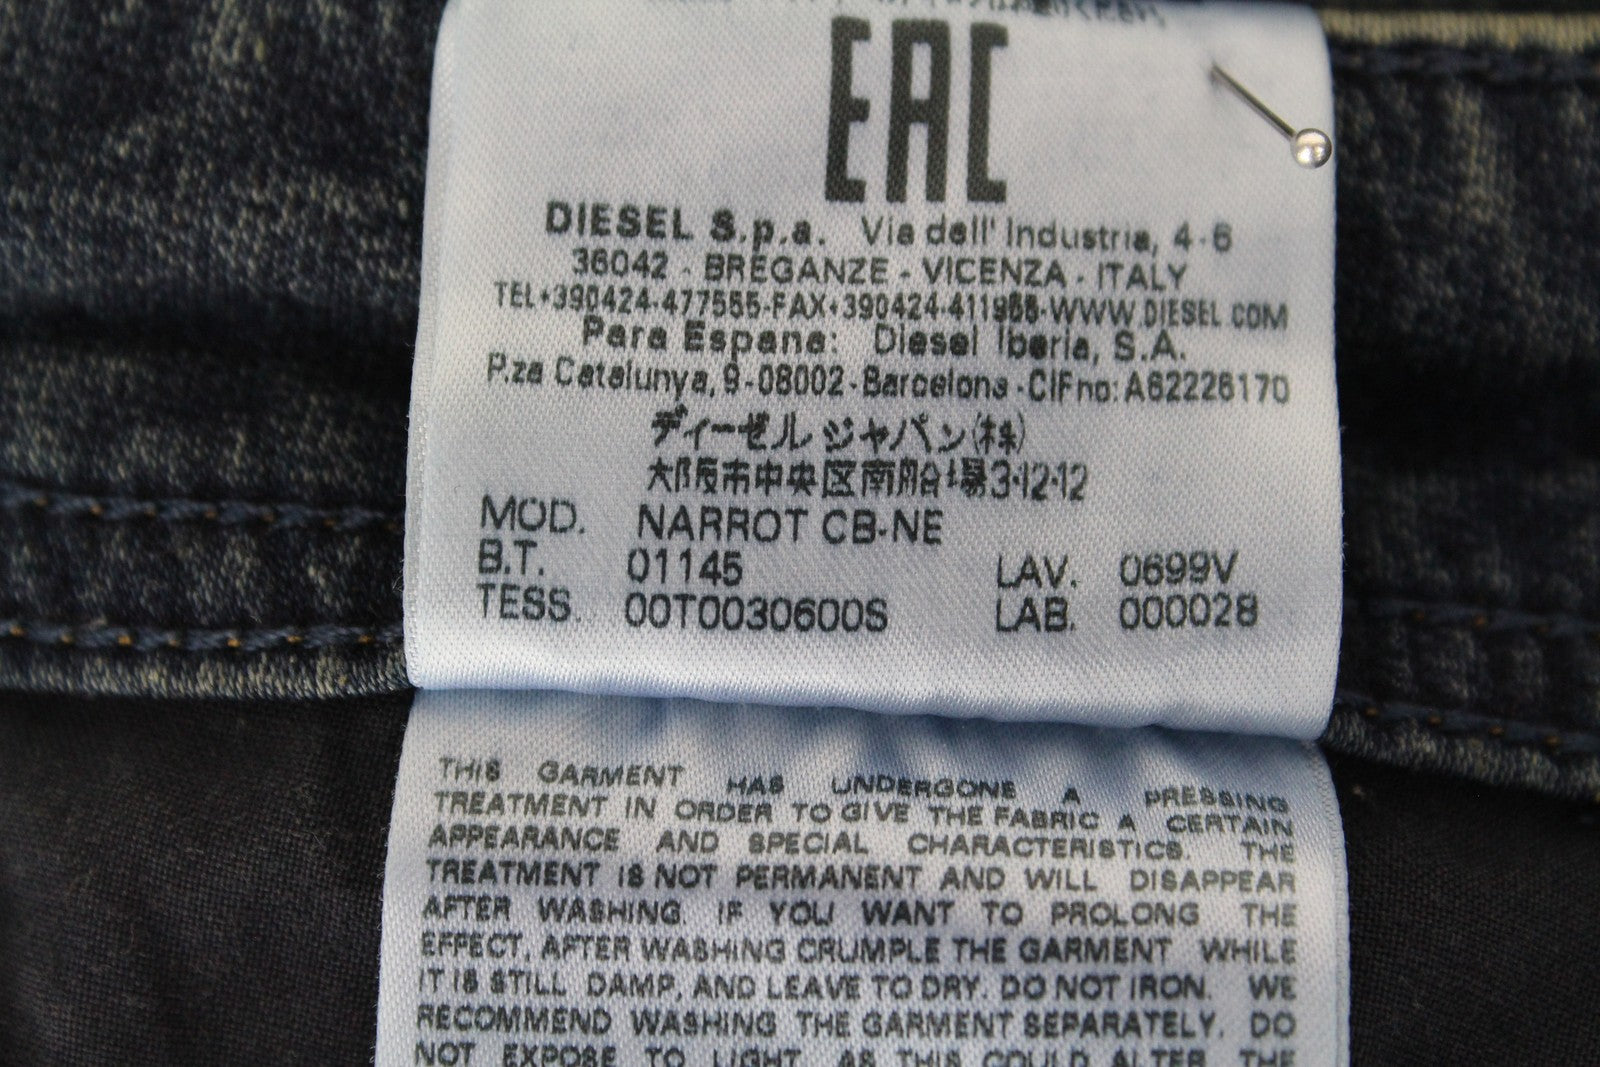 EAC
DIESEL S.p.a. Via dell' Industria, 4-6
36042 - BREGANZE - VICENZA - ITALY
TEL+390424-477555-FAX+390424-411955-WWW.DIESEL.COM
Para Espana: Diesel Iberia, S.A.
P.za Catalunya, 9-08002-Barcelona-CIFno:A62226170
ディーゼル ジャパン(株)
大阪市中央区南船場3-12-12
MOD. NARROT CB-NE
B.T. 01145 LAV. 0699V
TESS. 00T0030600S LAB. 000028
THIS GARMENT HAS UNDERGONE A PRESSING
TREATMENT IN ORDER TO GIVE THE FABRIC A CERTAIN
APPEARANCE AND SPECIAL CHARACTERISTICS. THE
TREATMENT IS NOT PERMANENT AND WILL DISAPPEAR
AFTER WASHING. IF YOU WANT TO PROLONG THE
EFFECT, AFTER WASHING CRUMPLE THE GARMENT WHILE
IT IS STILL DAMP, AND LEAVE TO DRY. DO NOT IRON. WE
RECOMMEND WASHING THE GARMENT SEPARATELY. DO
NOT EXPOSE TO LIGHT, AS THIS COULD ALTER THE